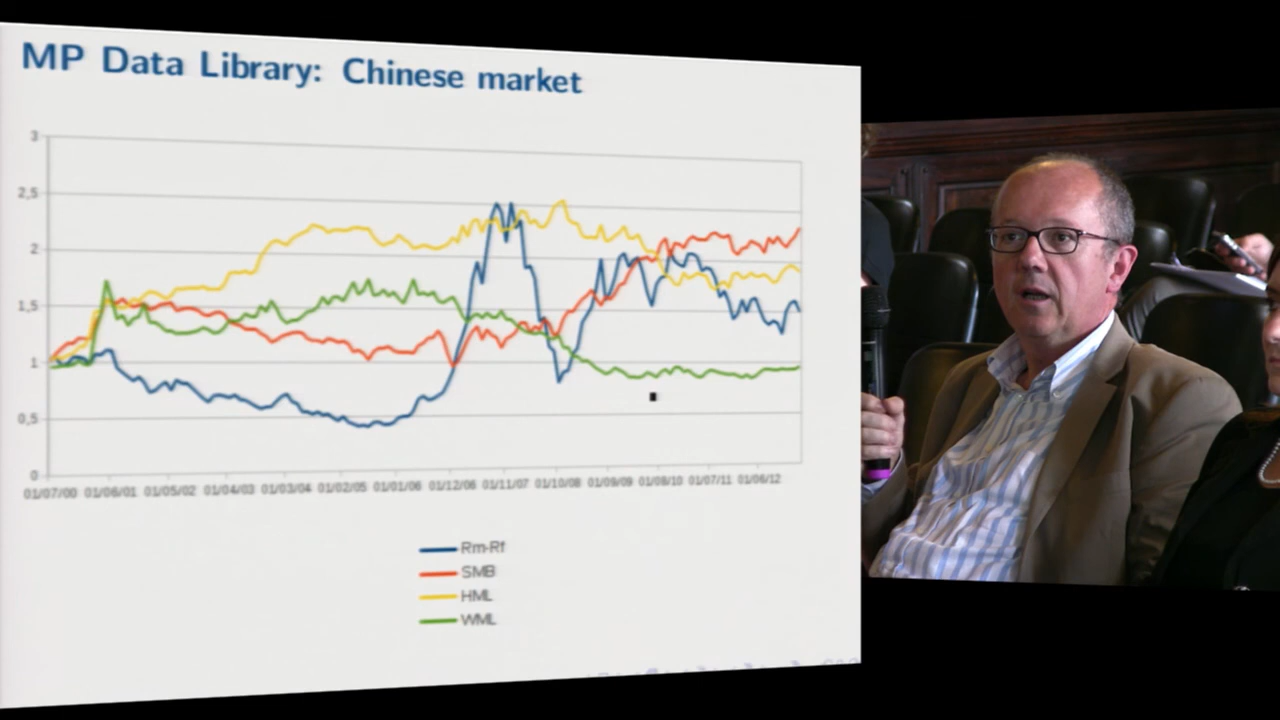 MP Data Library: Chinese market
3
2,5
2
1,5
1
0,5
0
01/07/00 01/06/01 01/05/02 01/04/03 01/03/04 01/02/05 01/01/06 01/12/06 01/11/07 01/10/08 01/09/09 01/08/10 01/07/11 01/06/12
Rm-Rf
SMB
HML
WML